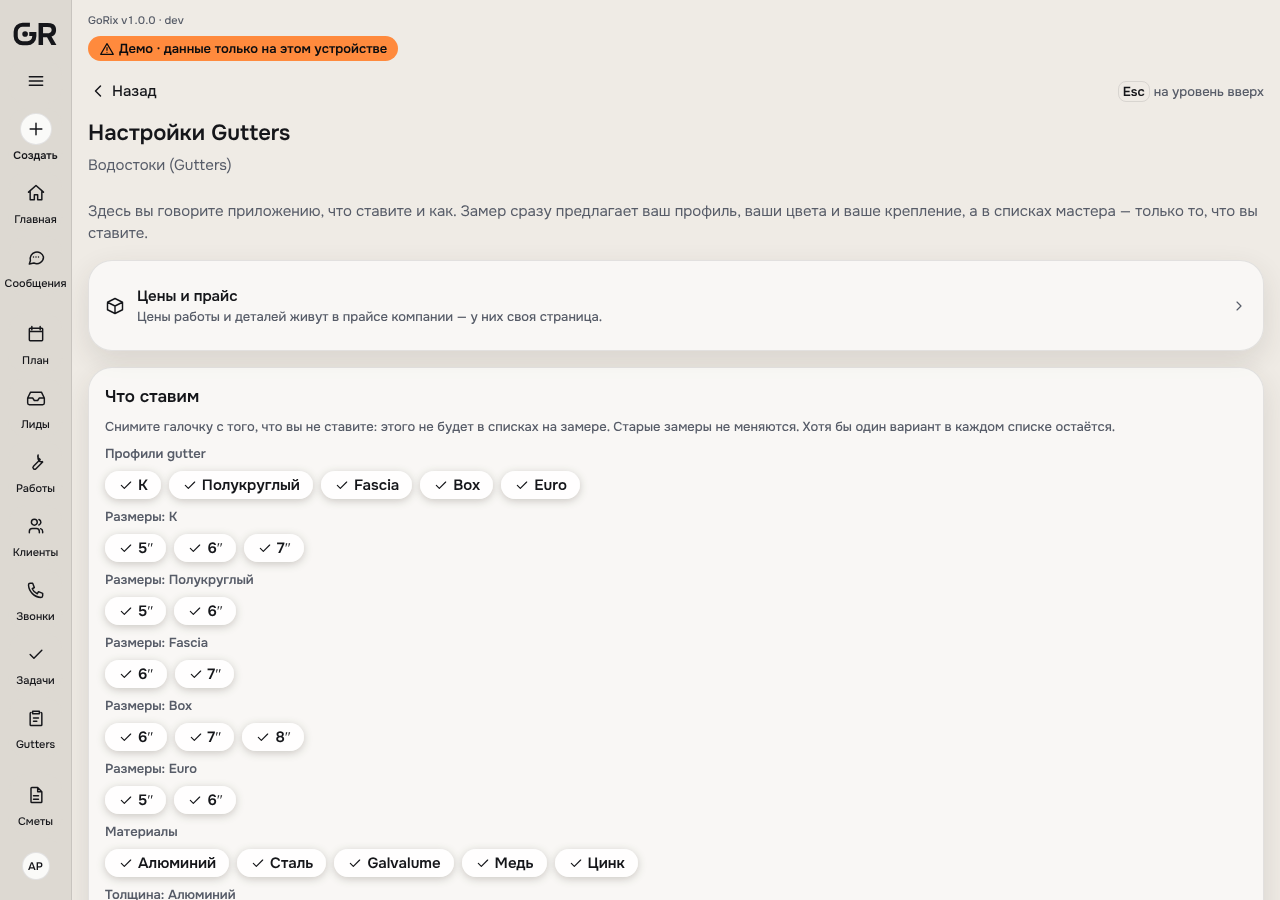 GR
GoRix v1.0.0 · dev
Демо · данные только на этом устройстве
Назад
Esc на уровень вверх
Создать
Главная
Сообщения
План
Лиды
Работы
Клиенты
Звонки
Задачи
Gutters
Сметы
AP
Настройки Gutters
Водостоки (Gutters)
Здесь вы говорите приложению, что ставите и как. Замер сразу предлагает ваш профиль, ваши цвета и ваше крепление, а в списках мастера — только то, что вы
ставите.
Цены и прайс
Цены работы и деталей живут в прайсе компании — у них своя страница.
Что ставим
Снимите галочку с того, что вы не ставите: этого не будет в списках на замере. Старые замеры не меняются. Хотя бы один вариант в каждом списке остаётся.
Профили gutter
K Полукруглый Fascia Box Euro
Размеры: K
5″ 6″ 7″
Размеры: Полукруглый
5″ 6″
Размеры: Fascia
6″ 7″
Размеры: Box
6″ 7″ 8″
Размеры: Euro
5″ 6″
Материалы
Алюминий Сталь Galvalume Медь Цинк
Толщина: Алюминий